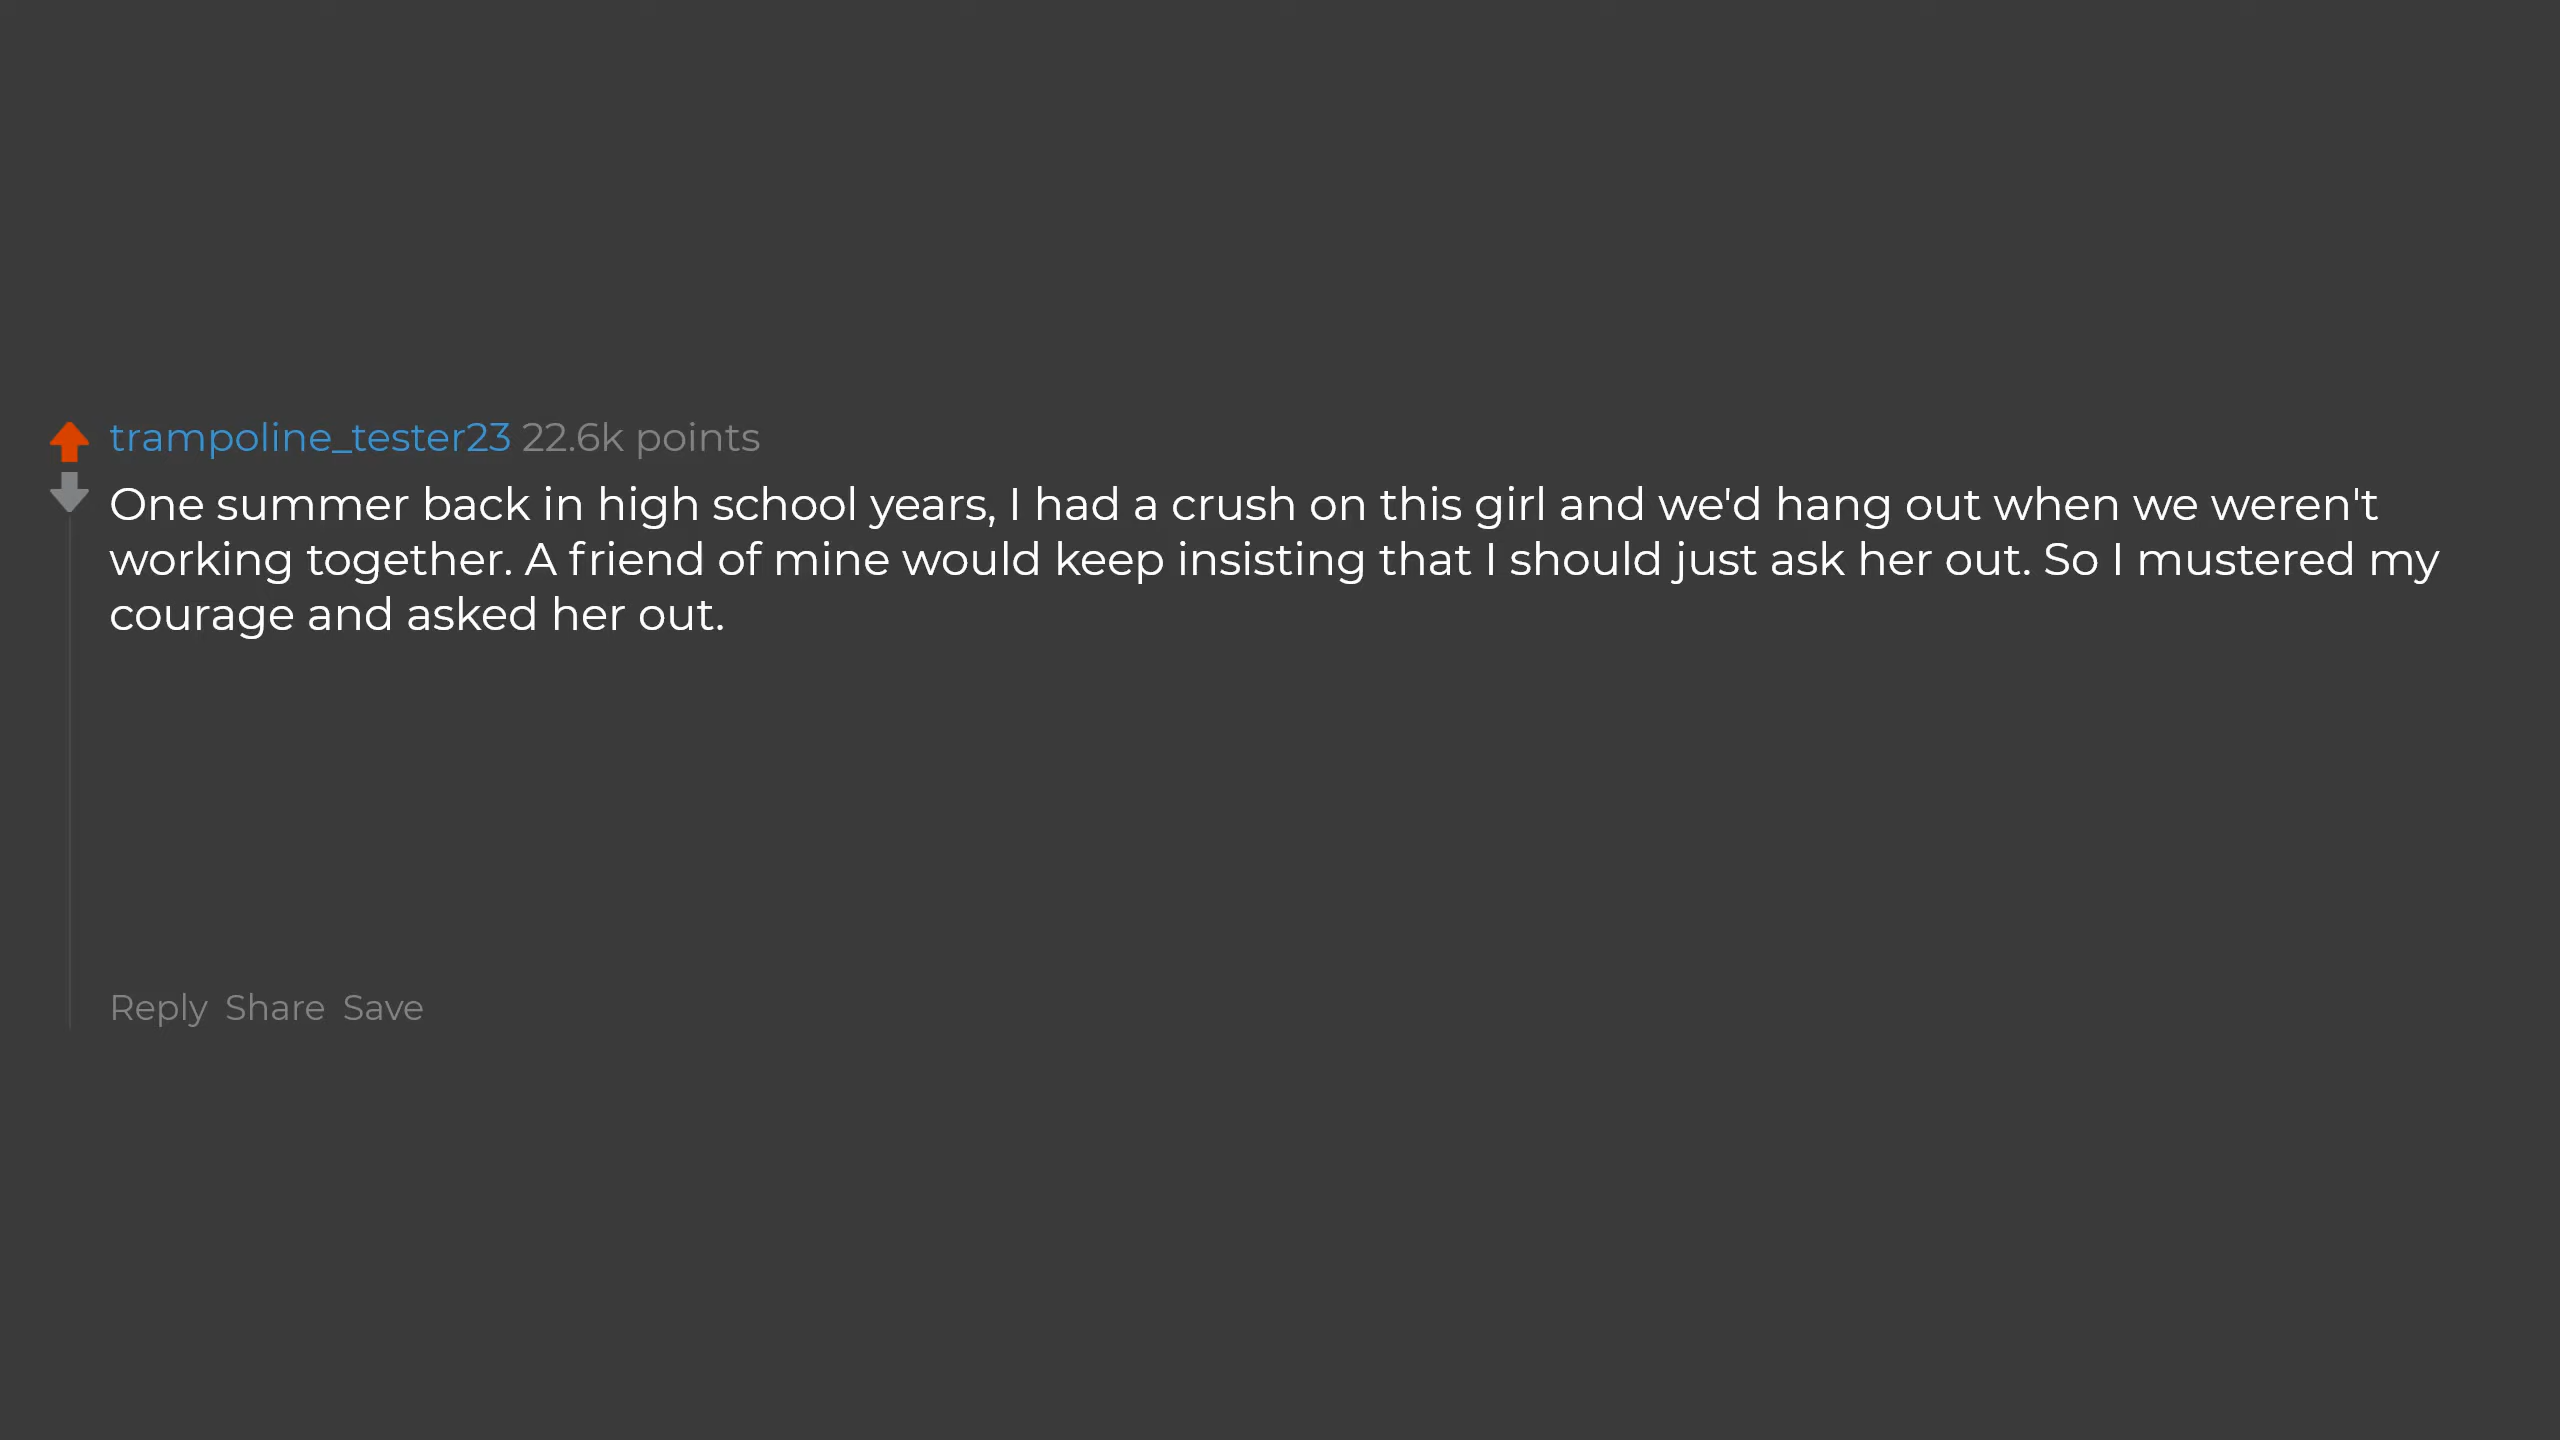 trampoline_tester23 22.6k points
One summer back in high school years, I had a crush on this girl and we'd hang out when we weren't
working together. A friend of mine would keep insisting that I should just ask her out. So I mustered my
courage and asked her out.
Reply Share Save